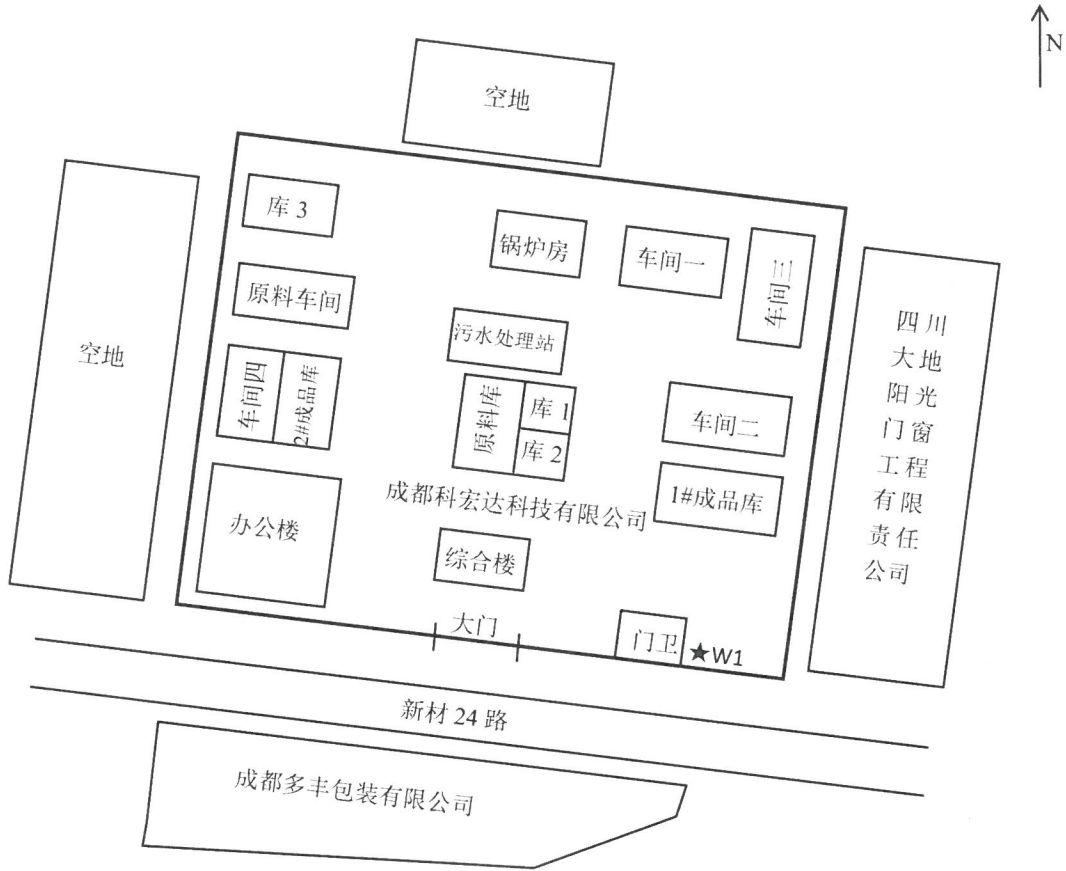 N
空地
库 3
锅炉房
车间一
车间三
原料车间
污水处理站
空地
车间四
2#成品库
原料库
库 1
库 2
车间二
1#成品库
四川
大地
阳光
门窗
工程
有限
责任
公司
成都科宏达科技有限公司
办公楼
综合楼
大门
门卫
★W1
新材 24 路
成都多丰包装有限公司